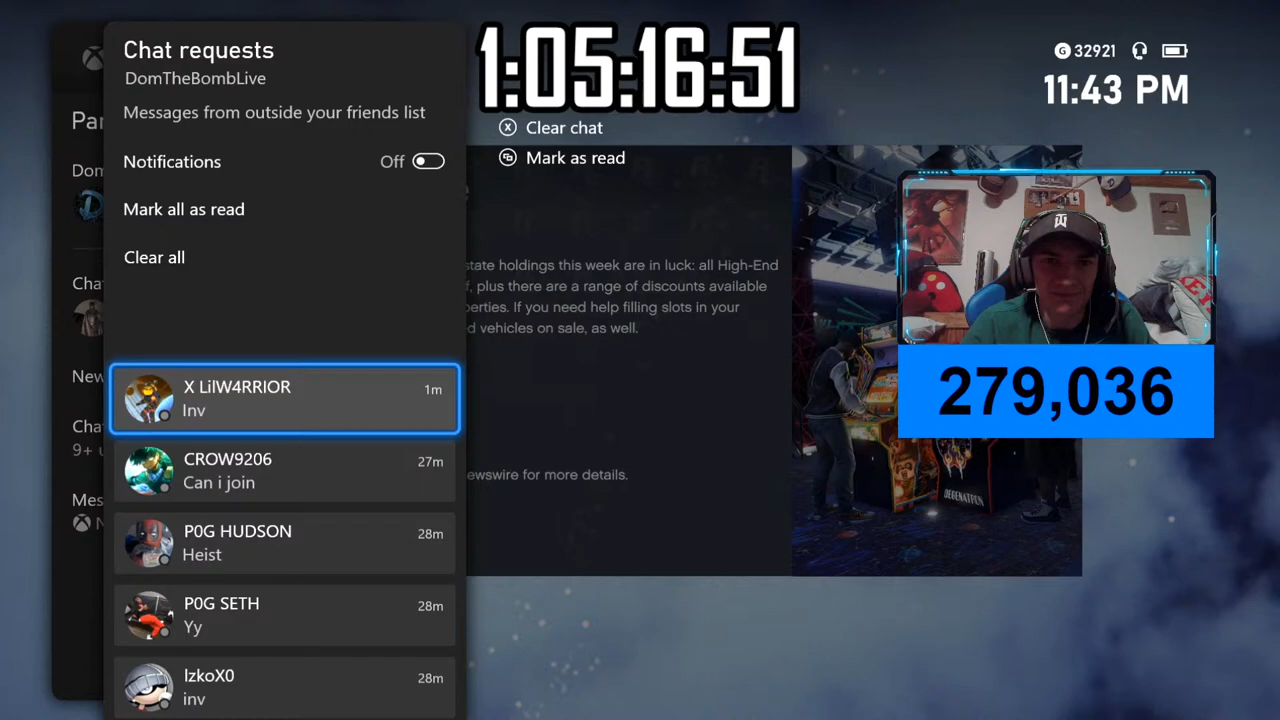 Chat requests
DomTheBombLive
Messages from outside your friends list
Notifications Off
Mark all as read
Clear all
X LilW4RRIOR 1m
Inv
CROW9206 27m
Can i join
P0G HUDSON 28m
Heist
P0G SETH 28m
Yy
IzkoX0 28m
inv
Par
Dom
Cha
New
Cha
9+ u
Mes
N
1:05:16:51
X Clear chat
Mark as read
G 32921
11:43 PM
state holdings this week are in luck: all High-End
f, plus there are a range of discounts available
perties. If you need help filling slots in your
d vehicles on sale, as well.
ewswire for more details.
DEGENATRON
279,036